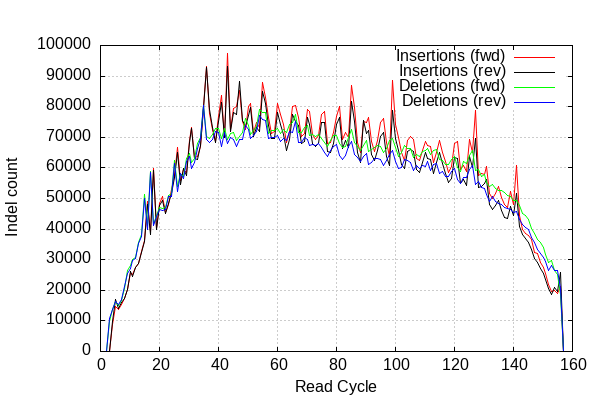 100000
90000
80000
70000
60000
50000
40000
30000
20000
10000
0
Indel count
Insertions (fwd)
Insertions (rev)
Deletions (fwd)
Deletions (rev)
0 20 40 60 80 100 120 140 160
Read Cycle